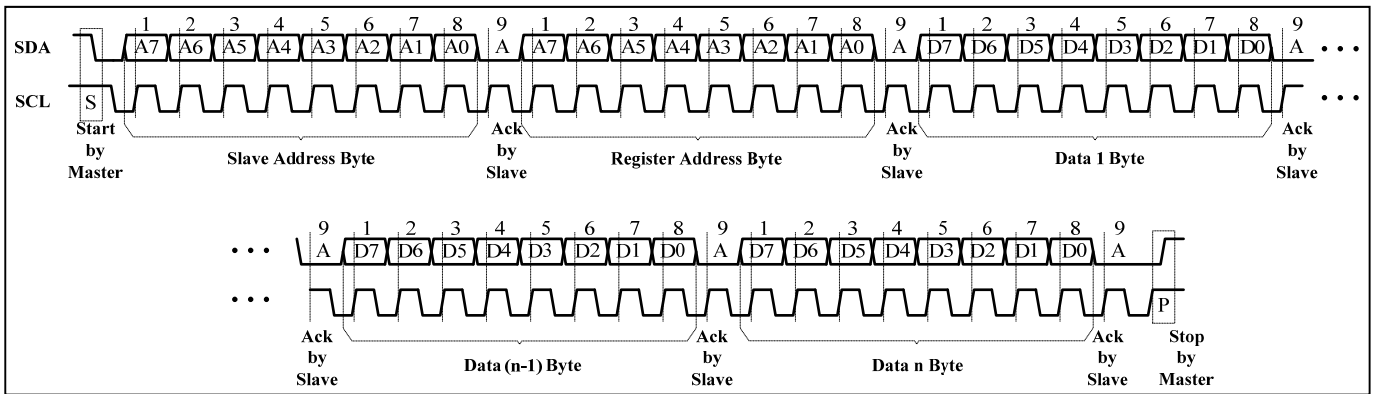 1 2 3 4 5 6 7 8 9 1 2 3 4 5 6 7 8 9 1 2 3 4 5 6 7 8 9
SDA A7 A6 A5 A4 A3 A2 A1 A0 A A7 A6 A5 A4 A3 A2 A1 A0 A D7 D6 D5 D4 D3 D2 D1 D0 A • • •
SCL S • • •
Start by Master
Slave Address Byte
Ack by Slave
Register Address Byte
Ack by Slave
Data 1 Byte
Ack by Slave
9 1 2 3 4 5 6 7 8 9 1 2 3 4 5 6 7 8 9
• • • A D7 D6 D5 D4 D3 D2 D1 D0 A D7 D6 D5 D4 D3 D2 D1 D0 A
• • • P
Ack by Slave
Data (n-1) Byte
Ack by Slave
Data n Byte
Ack by Slave
Stop by Master